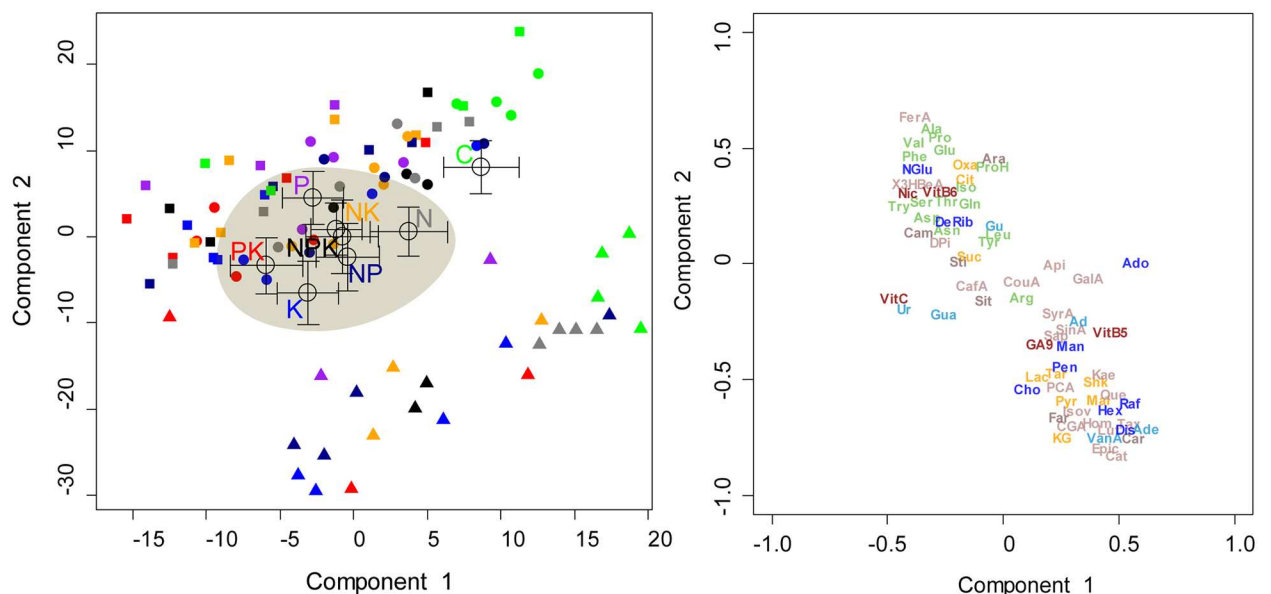 20
10
0
-10
-20
-30
Component 2
-15
-10
-5
0
5
10
15
20
Component 1
C
P
NK
N
PK
NPK
NP
K
1.0
0.5
0
-0.5
-1.0
Component 2
-1.0
-0.5
0
0.5
1.0
Component 1
FerA
Ala
Pro
Val
Glu
Phe
Ara
Oxa
ProH
NGlu
Cit
X3HBeA
Iso
Nic
VitB6
Ser
Thr
Gln
Try
Asp
DeRib
Asn
Gu
Cam
Leu
DPi
Tyr
Suc
Sti
Api
Ado
CafA
CouA
GalA
VitC
Sit
Arg
Ur
Gua
SyrA
Ad
SinA
VitB5
GA9
Man
Pen
Lac
Tar
Kae
Cho
PCA
Shk
Que
Pyr
Mal
Raf
Isov
Hex
Far
CGA
Hom
Tax
Dis
Ade
KG
VanA
Car
Epic
Cat